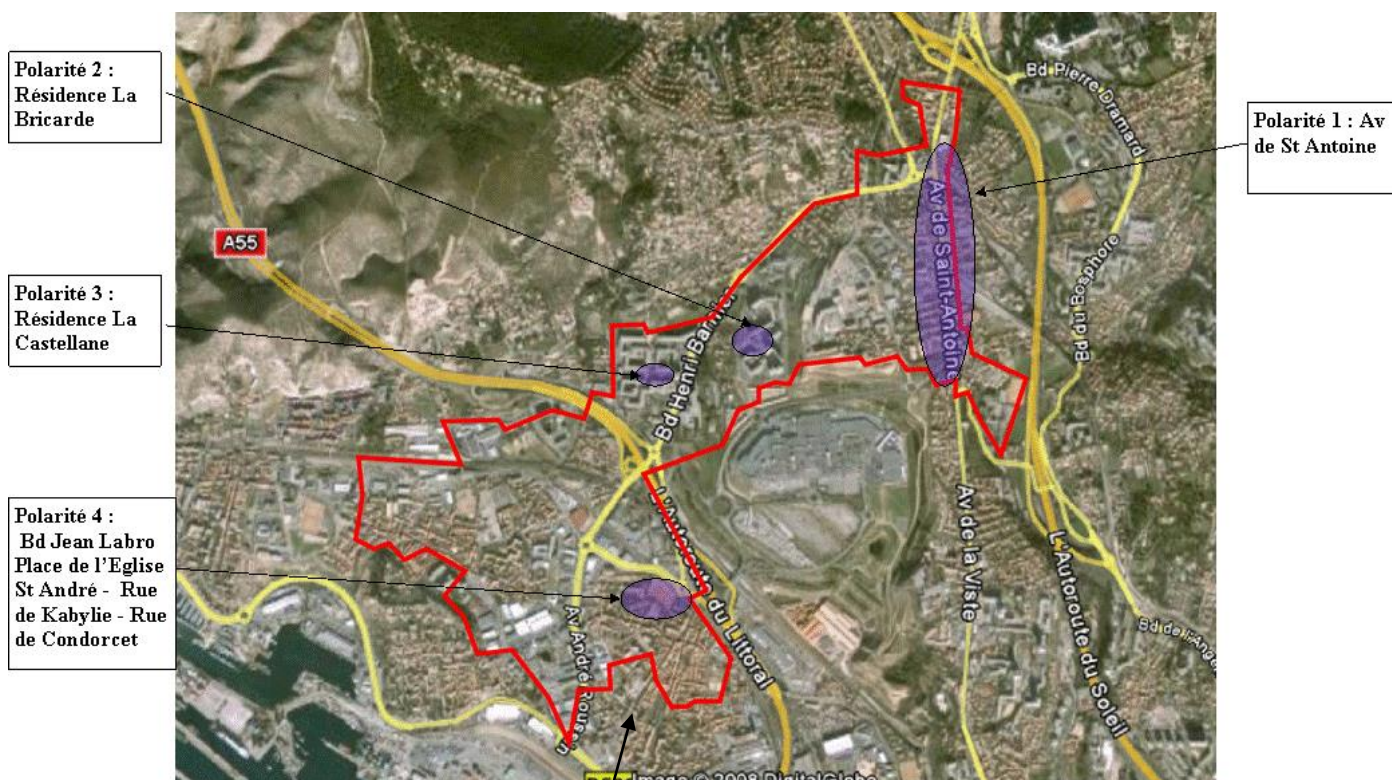 Polarité 2 :
Résidence La
Bricarde
Polarité 1 : Av
de St Antoine
Polarité 3 :
Résidence La
Castellane
Polarité 4 :
Bd Jean Labro
Place de l'Eglise
St André - Rue
de Kabylie - Rue
de Condorcet
Bd Pierre Dramard
A55
Av de Saint-Antoine
Bd du Bosphore
Bd Henri Barnier
L'Autoroute du Littoral
Av de la Viste
L'Autoroute du Soleil
Bd de l'Ange
Av André Roussin
Image © 2008 DigitalGlobe